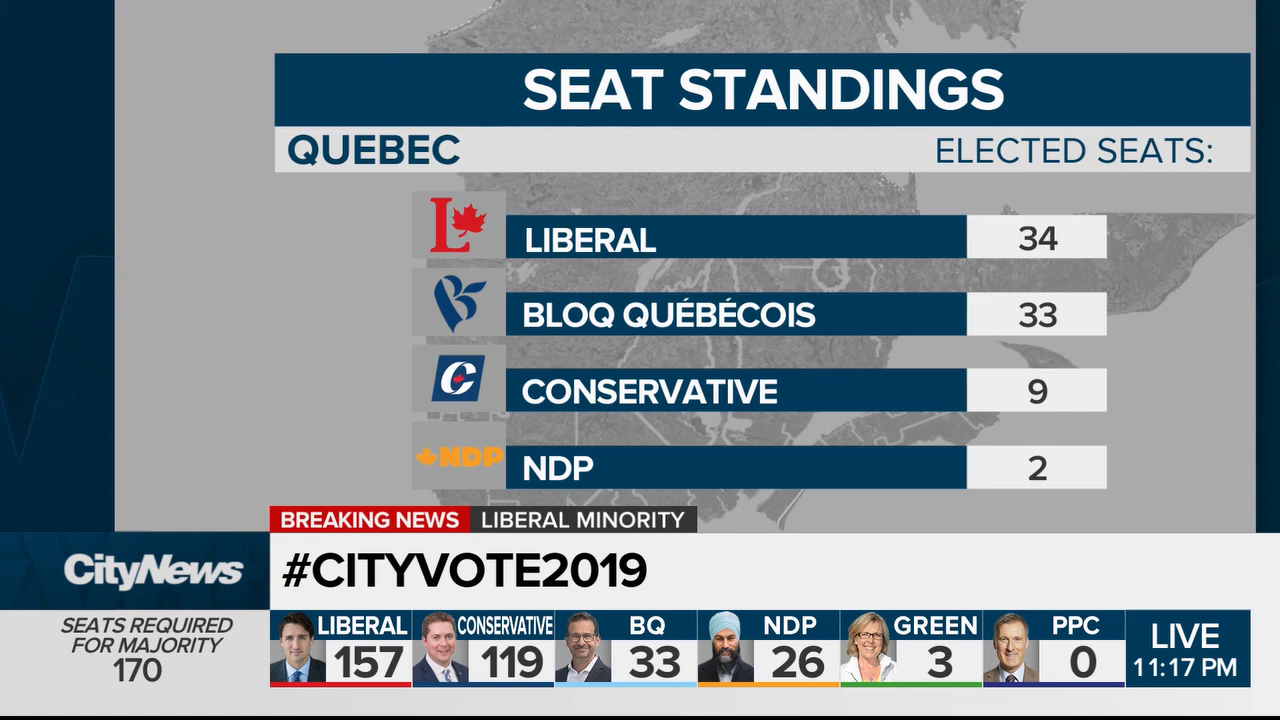 SEAT STANDINGS
QUEBEC ELECTED SEATS:
L LIBERAL 34
BLOQ QUÉBÉCOIS 33
C CONSERVATIVE 9
NDP NDP 2
BREAKING NEWS LIBERAL MINORITY
CityNews #CITYVOTE2019
SEATS REQUIRED
FOR MAJORITY
170
LIBERAL CONSERVATIVE BQ NDP GREEN PPC LIVE
157 119 33 26 3 0 11:17 PM